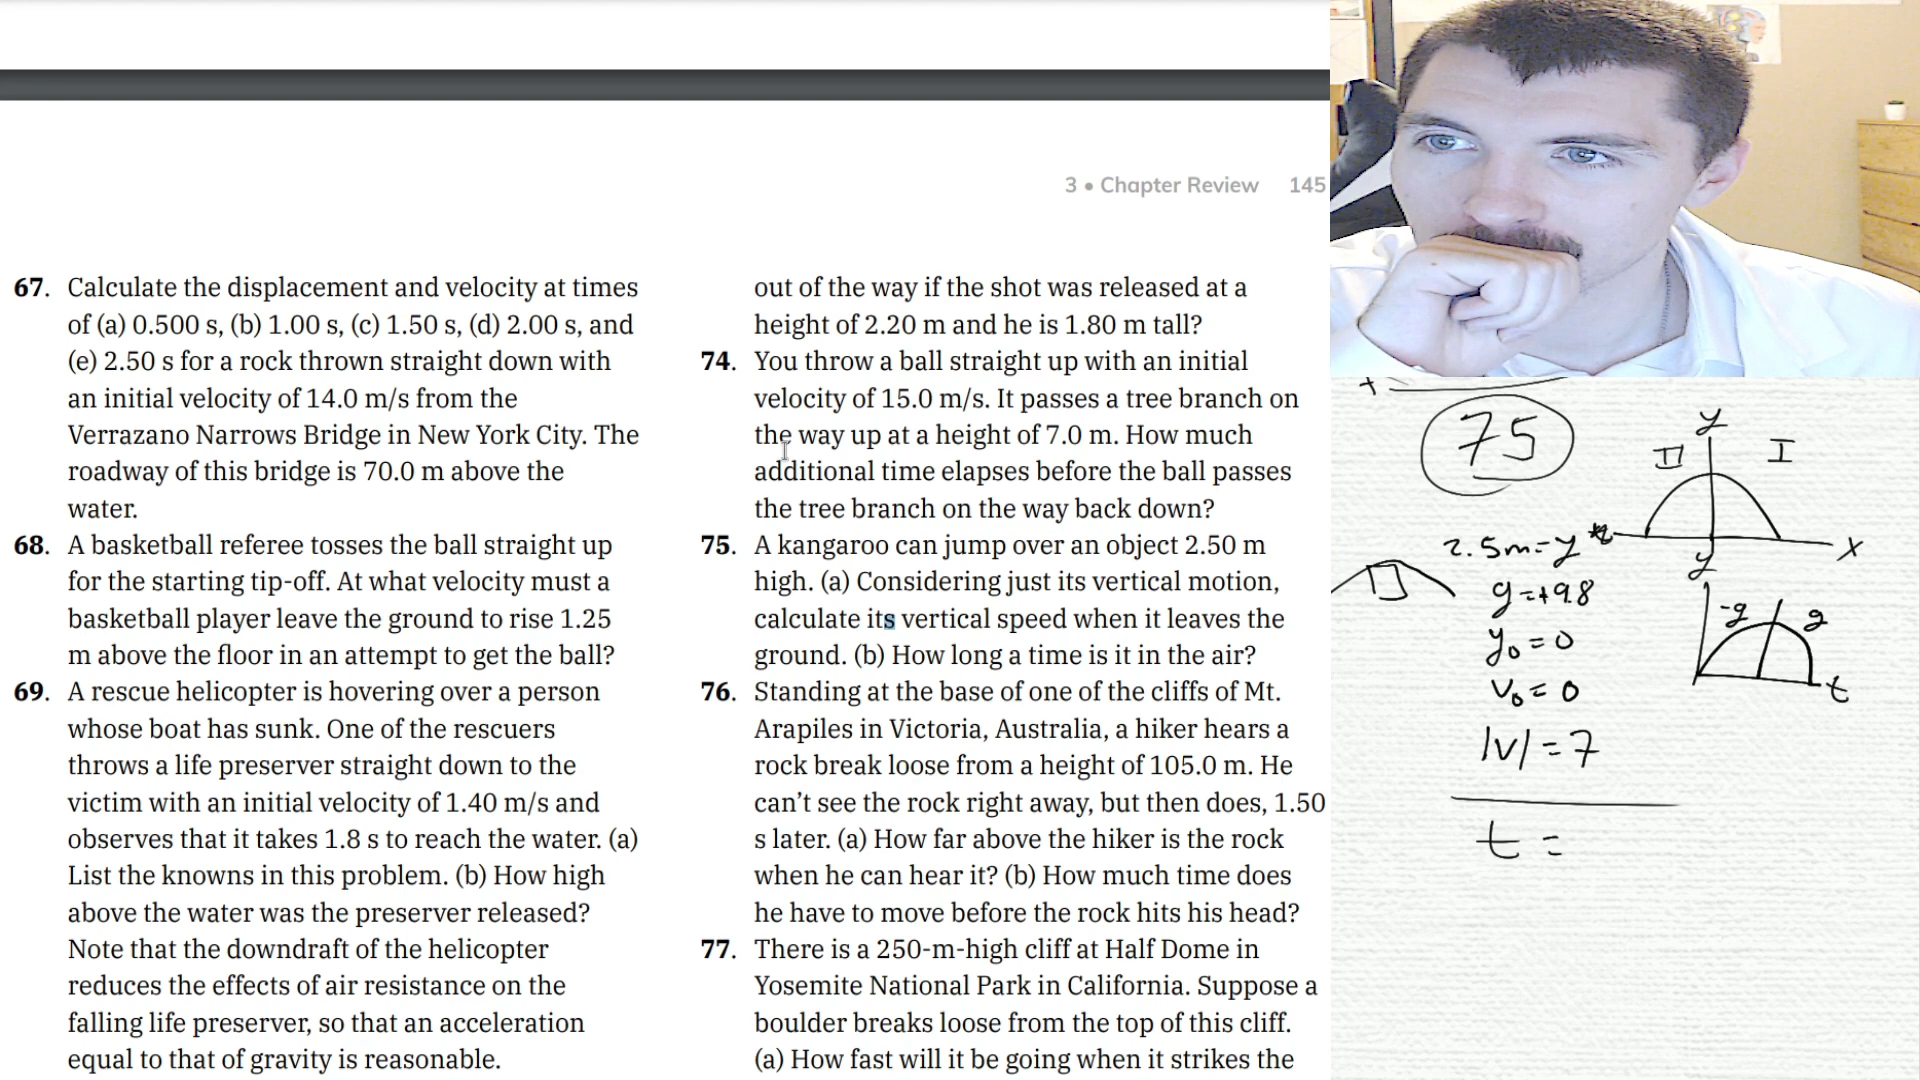 3 • Chapter Review 145
67. Calculate the displacement and velocity at times
of (a) 0.500 s, (b) 1.00 s, (c) 1.50 s, (d) 2.00 s, and
(e) 2.50 s for a rock thrown straight down with
an initial velocity of 14.0 m/s from the
Verrazano Narrows Bridge in New York City. The
roadway of this bridge is 70.0 m above the
water.
68. A basketball referee tosses the ball straight up
for the starting tip-off. At what velocity must a
basketball player leave the ground to rise 1.25
m above the floor in an attempt to get the ball?
69. A rescue helicopter is hovering over a person
whose boat has sunk. One of the rescuers
throws a life preserver straight down to the
victim with an initial velocity of 1.40 m/s and
observes that it takes 1.8 s to reach the water. (a)
List the knowns in this problem. (b) How high
above the water was the preserver released?
Note that the downdraft of the helicopter
reduces the effects of air resistance on the
falling life preserver, so that an acceleration
equal to that of gravity is reasonable.
out of the way if the shot was released at a
height of 2.20 m and he is 1.80 m tall?
74. You throw a ball straight up with an initial
velocity of 15.0 m/s. It passes a tree branch on
the way up at a height of 7.0 m. How much
additional time elapses before the ball passes
the tree branch on the way back down?
75. A kangaroo can jump over an object 2.50 m
high. (a) Considering just its vertical motion,
calculate its vertical speed when it leaves the
ground. (b) How long a time is it in the air?
76. Standing at the base of one of the cliffs of Mt.
Arapiles in Victoria, Australia, a hiker hears a
rock break loose from a height of 105.0 m. He
can’t see the rock right away, but then does, 1.50
s later. (a) How far above the hiker is the rock
when he can hear it? (b) How much time does
he have to move before the rock hits his head?
77. There is a 250-m-high cliff at Half Dome in
Yosemite National Park in California. Suppose a
boulder breaks loose from the top of this cliff.
(a) How fast will it be going when it strikes the
+
75
y
II I
x
2.5m=y
g=+9.8
y₀=0
v₀=0
|v|=7
t=
y
-g g
t